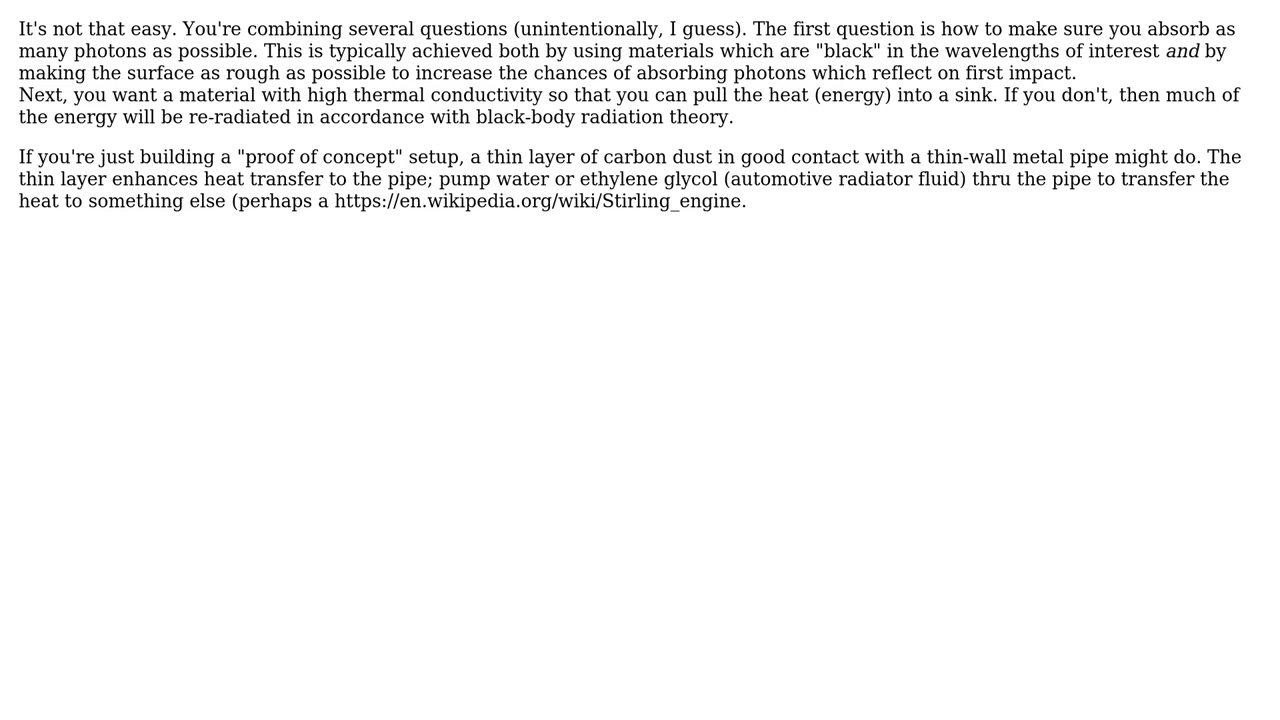 It's not that easy. You're combining several questions (unintentionally, I guess). The first question is how to make sure you absorb as
many photons as possible. This is typically achieved both by using materials which are "black" in the wavelengths of interest and by
making the surface as rough as possible to increase the chances of absorbing photons which reflect on first impact.
Next, you want a material with high thermal conductivity so that you can pull the heat (energy) into a sink. If you don't, then much of
the energy will be re-radiated in accordance with black-body radiation theory.
If you're just building a "proof of concept" setup, a thin layer of carbon dust in good contact with a thin-wall metal pipe might do. The
thin layer enhances heat transfer to the pipe; pump water or ethylene glycol (automotive radiator fluid) thru the pipe to transfer the
heat to something else (perhaps a https://en.wikipedia.org/wiki/Stirling_engine.